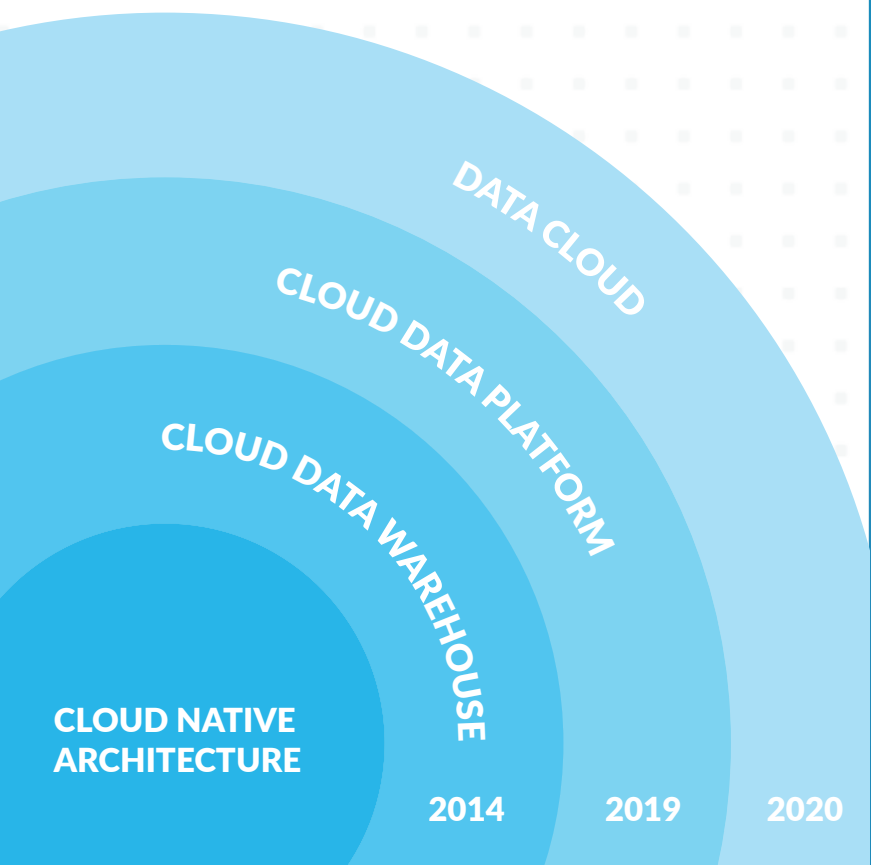 DATA CLOUD
CLOUD DATA PLATFORM
CLOUD DATA WAREHOUSE
CLOUD NATIVE
ARCHITECTURE
2014
2019
2020